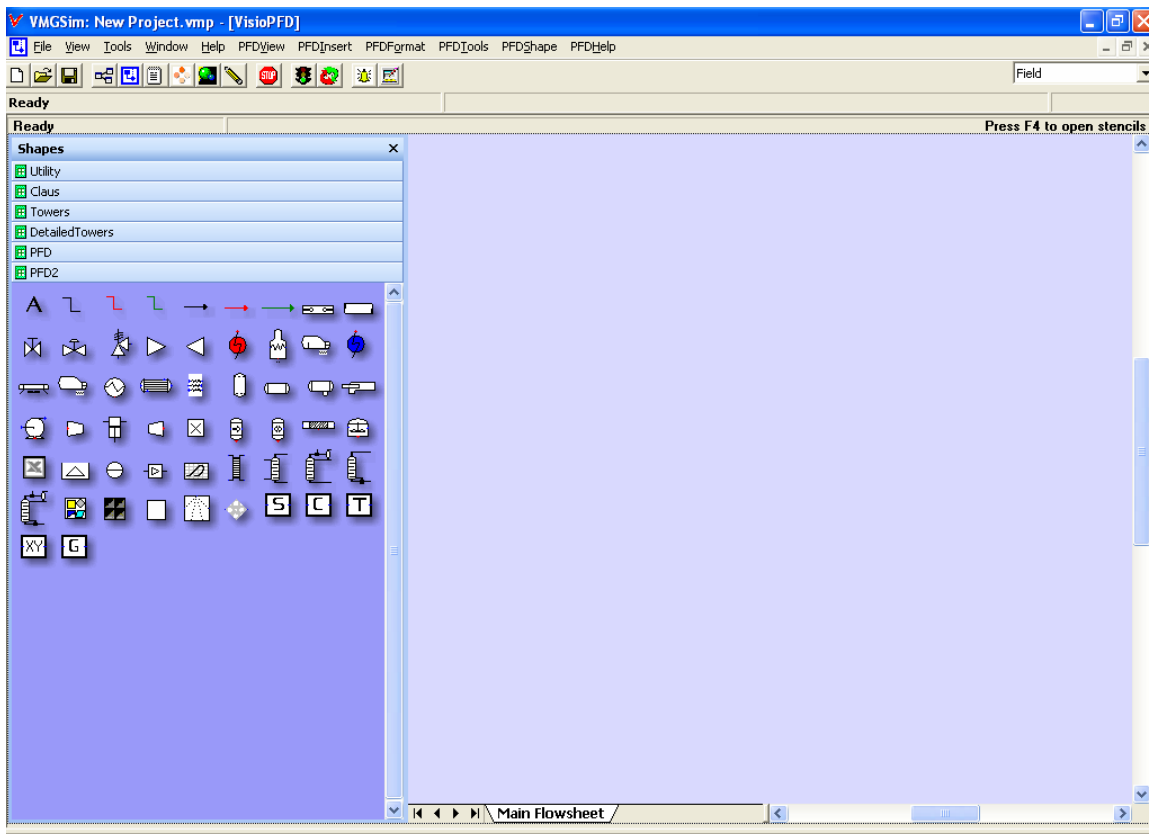 VMGSim: New Project.vmp - [VisioPFD]
File View Tools Window Help PFDView PFDInsert PFDFormat PFDTools PFDShape PFDHelp
STOP
Field
Ready
Ready Press F4 to open stencils
Shapes
Utility
Claus
Towers
DetailedTowers
PFD
PFD2
A
S C T
XY G
Main Flowsheet